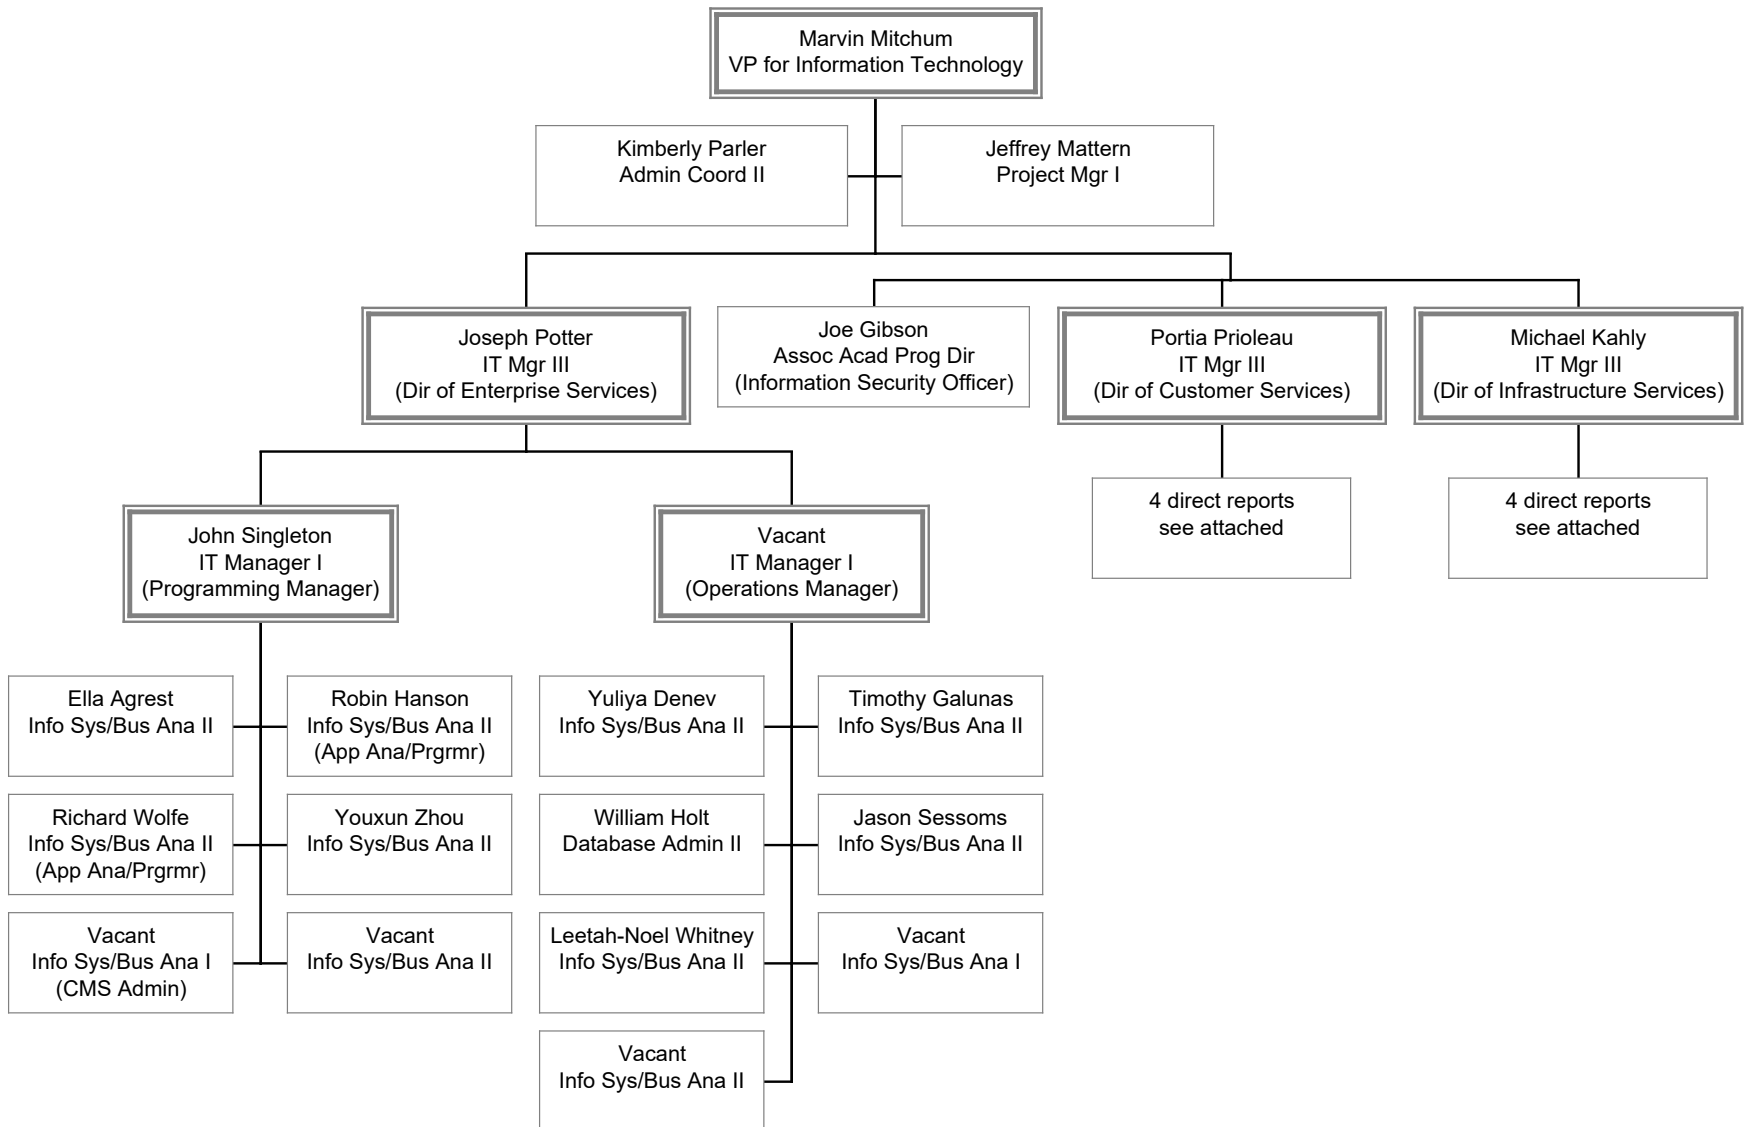 Marvin Mitchum
VP for Information Technology
Kimberly Parler
Admin Coord II
Jeffrey Mattern
Project Mgr I
Joseph Potter
IT Mgr III
(Dir of Enterprise Services)
Joe Gibson
Assoc Acad Prog Dir
(Information Security Officer)
Portia Prioleau
IT Mgr III
(Dir of Customer Services)
Michael Kahly
IT Mgr III
(Dir of Infrastructure Services)
John Singleton
IT Manager I
(Programming Manager)
Vacant
IT Manager I
(Operations Manager)
4 direct reports
see attached
4 direct reports
see attached
Ella Agrest
Info Sys/Bus Ana II
Robin Hanson
Info Sys/Bus Ana II
(App Ana/Prgrmr)
Yuliya Denev
Info Sys/Bus Ana II
Timothy Galunas
Info Sys/Bus Ana II
Richard Wolfe
Info Sys/Bus Ana II
(App Ana/Prgrmr)
Youxun Zhou
Info Sys/Bus Ana II
William Holt
Database Admin II
Jason Sessoms
Info Sys/Bus Ana II
Vacant
Info Sys/Bus Ana I
(CMS Admin)
Vacant
Info Sys/Bus Ana II
Leetah-Noel Whitney
Info Sys/Bus Ana II
Vacant
Info Sys/Bus Ana I
Vacant
Info Sys/Bus Ana II